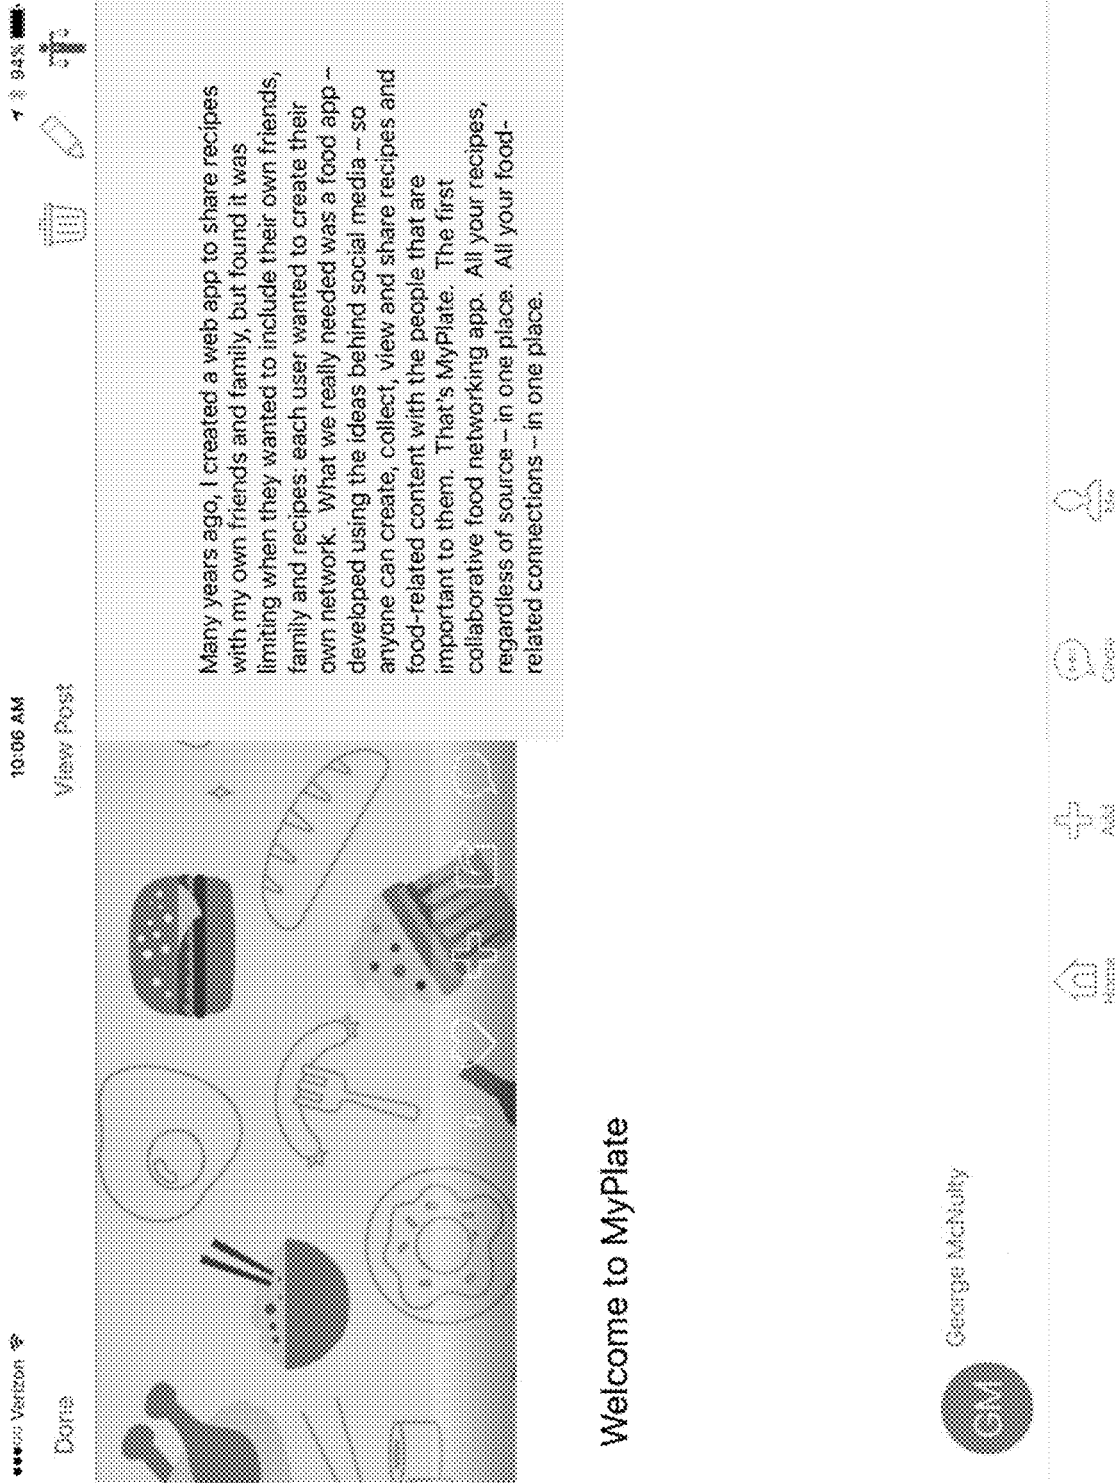 Verizon 10:06 AM 94%
Done View Post
Many years ago, I created a web app to share recipes
with my own friends and family, but found it was
limiting when they wanted to include their own friends,
family and recipes: each user wanted to create their
own network.  What we really needed was a food app –
developed using the ideas behind social media – so
anyone can create, collect, view and share recipes and
food-related content with the people that are
important to them.  That's MyPlate.  The first
collaborative food networking app.  All your recipes,
regardless of source – in one place.  All your food-
related connections – in one place.
Welcome to MyPlate
GM George McNulty
Home Add Me